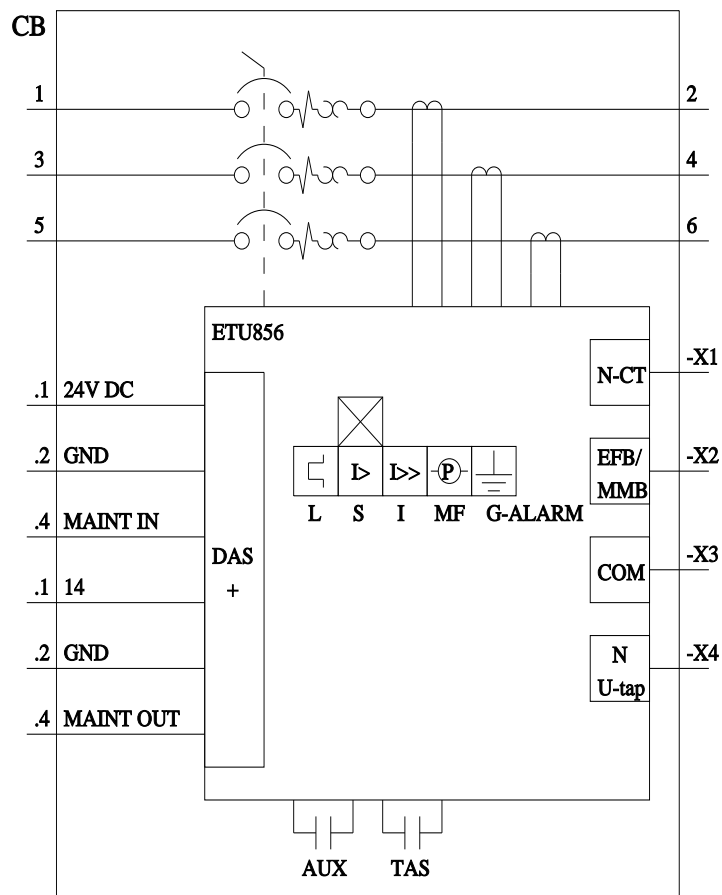 CB
1 2
3 4
5 6
ETU856
N-CT -X1
.1 24V DC
.2 GND
EFB/ -X2
MMB
I> I>> P
L S I MF G-ALARM
.4 MAINT IN
DAS
+
COM -X3
.1 14
.2 GND
N -X4
U-tap
.4 MAINT OUT
AUX TAS